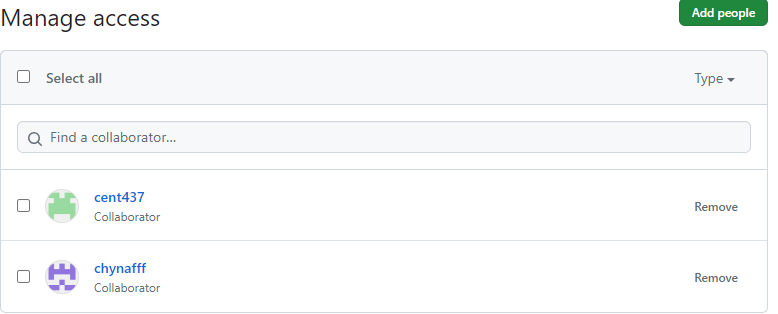 Manage access
Add people
Select all
Type
Find a collaborator...
cent437
Collaborator
Remove
chynafff
Collaborator
Remove